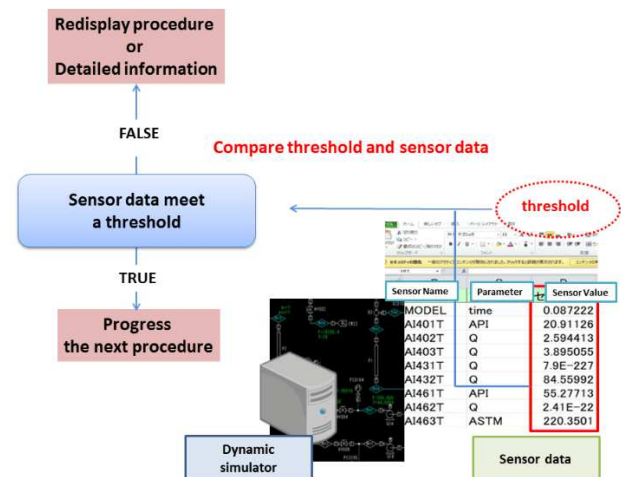 Redisplay procedure
or
Detailed information
FALSE
Compare threshold and sensor data
Sensor data meet
a threshold
threshold
TRUE
Progress
the next procedure
Sensor Name Parameter Sensor Value
MODEL time 0.087222
AI401T API 20.91126
AI402T Q 2.594413
AI403T Q 3.895055
AI431T Q 7.9E-227
AI432T Q 84.55992
AI461T API 55.27713
AI462T Q 2.41E-22
AI463T ASTM 220.3501
Dynamic
simulator
Sensor data